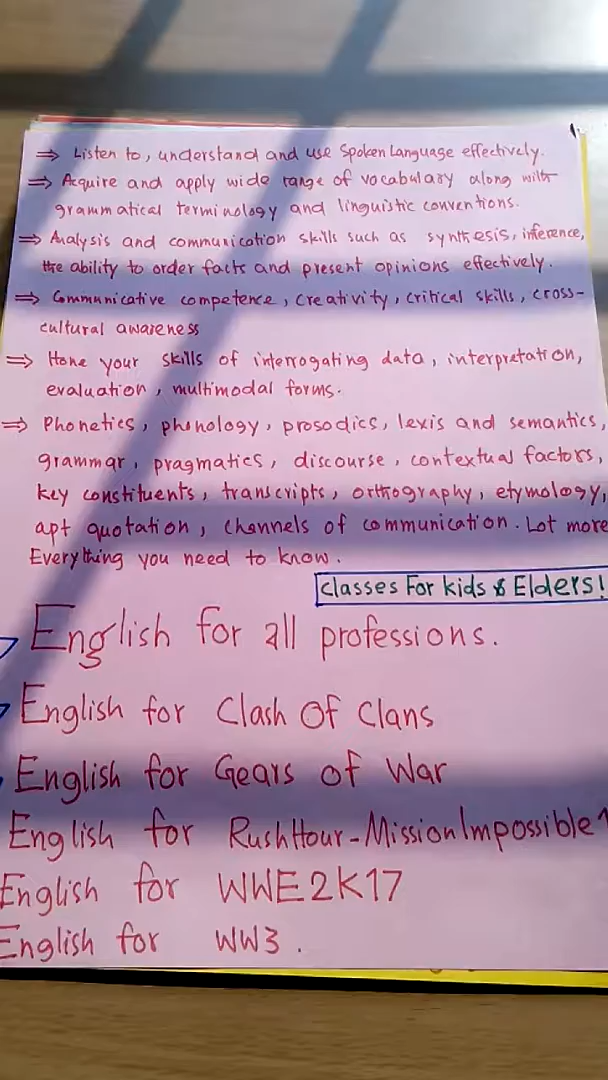 ⇒ Listen to, understand and use Spoken Language effectively.
⇒ Acquire and apply wide range of vocabulary along with
grammatical terminology and linguistic conventions.
⇒ Analysis and communication skills such as synthesis, inference,
the ability to order facts and present opinions effectively.
⇒ Communicative competence, creativity, critical skills, cross-
cultural awareness
⇒ Hone your skills of interrogating data, interpretation,
evaluation, multimodal forms.
⇒ Phonetics, phonology, prosodics, lexis and semantics,
grammar, pragmatics, discourse, contextual factors,
key constituents, transcripts, orthography, etymology,
apt quotation, channels of communication. Lot more
Everything you need to know.
Classes For kids & Elders!
English for all professions.
English for Clash Of Clans
English for Gears of War
English for RushHour-MissionImpossible
English for WWE2K17
English for WW3.